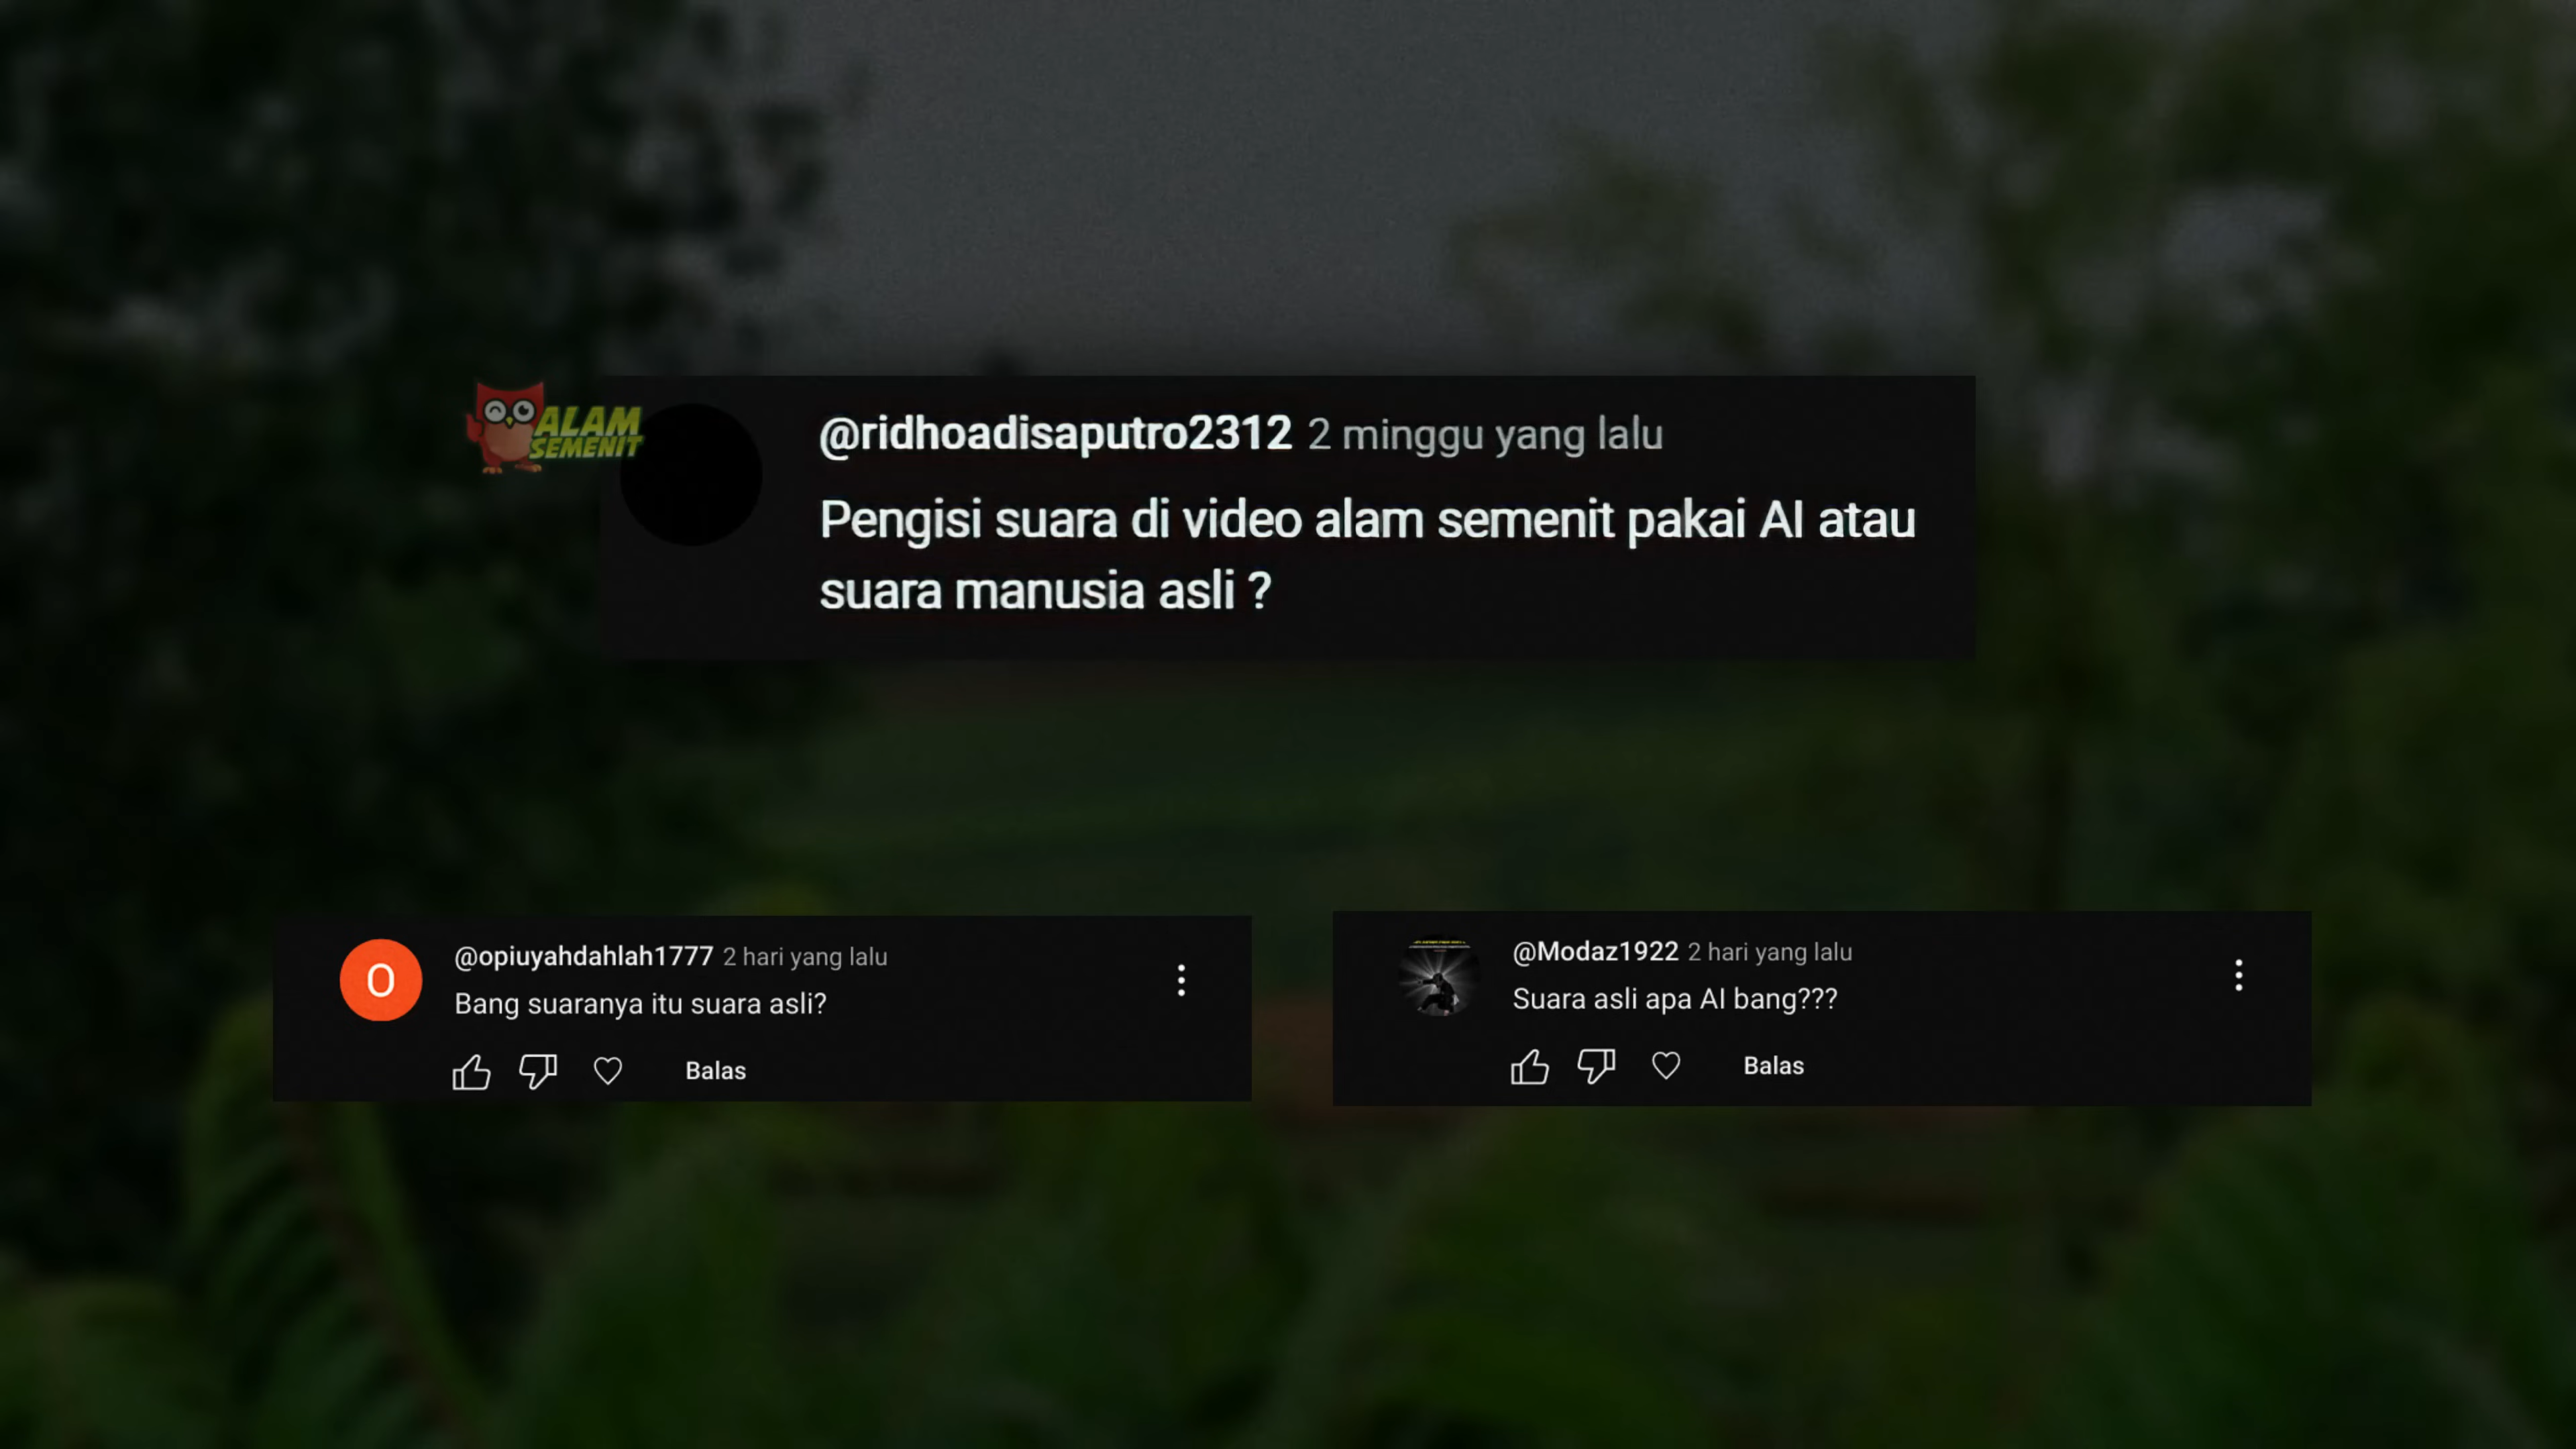 ALAM
SEMENIT
@ridhoadisaputro2312 2 minggu yang lalu
Pengisi suara di video alam semenit pakai AI atau
suara manusia asli ?
O
@opiuyahdahlah1777 2 hari yang lalu
Bang suaranya itu suara asli?
Balas
@Modaz1922 2 hari yang lalu
Suara asli apa AI bang???
Balas